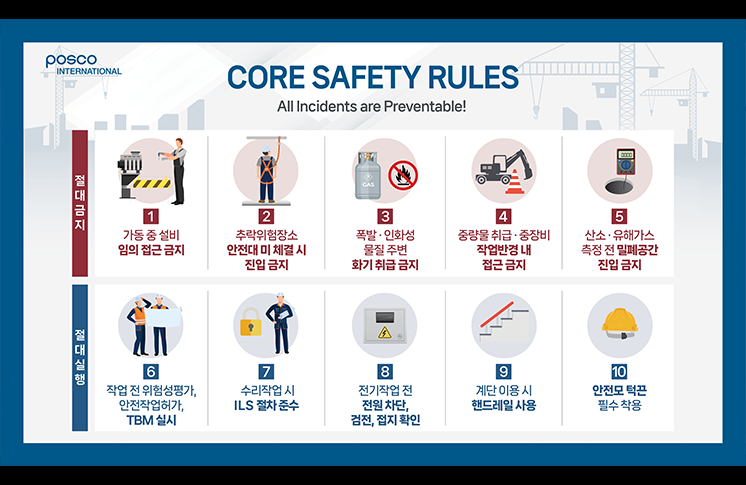 posco
INTERNATIONAL
CORE SAFETY RULES
All Incidents are Preventable!
절대금지
1
가동 중 설비
임의 접근 금지
2
추락위험장소
안전대 미 체결 시
진입 금지
GAS
3
폭발·인화성
물질 주변
화기 취급 금지
4
중량물 취급·중장비
작업반경 내
접근 금지
5
산소·유해가스
측정 전 밀폐공간
진입 금지
절대실행
6
작업 전 위험성평가,
안전작업허가,
TBM 실시
7
수리작업 시
ILS 절차 준수
8
전기작업 전
전원 차단,
검전, 접지 확인
9
계단 이용 시
핸드레일 사용
10
안전모 턱끈
필수 착용